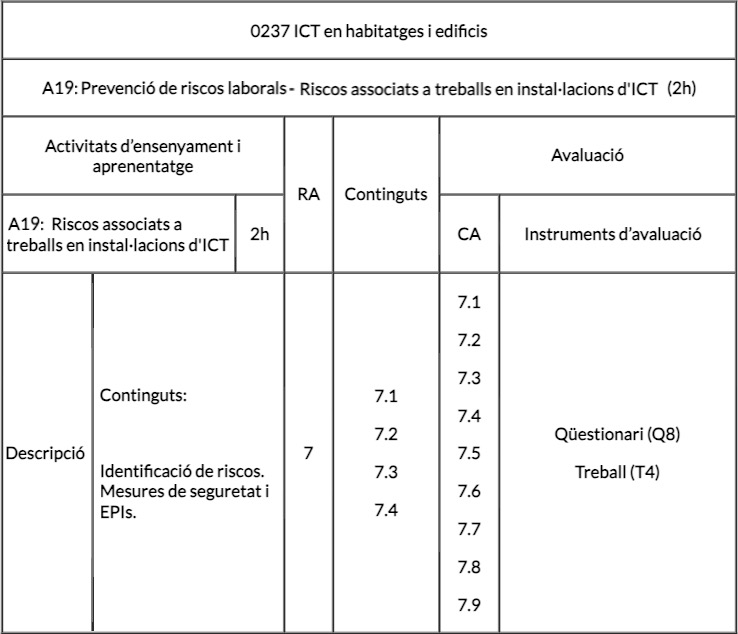 0237 ICT en habitatges i edificis
A19: Prevenció de riscos laborals - Riscos associats a treballs en instal·lacions d'ICT (2h)
Activitats d’ensenyament i
aprenentatge
RA
Continguts
Avaluació
A19: Riscos associats a
treballs en instal·lacions d'ICT
2h
CA
Instruments d’avaluació
Descripció
Continguts:
Identificació de riscos.
Mesures de seguretat i
EPIs.
7
7.1
7.2
7.3
7.4
7.1
7.2
7.3
7.4
7.5
7.6
7.7
7.8
7.9
Qüestionari (Q8)
Treball (T4)